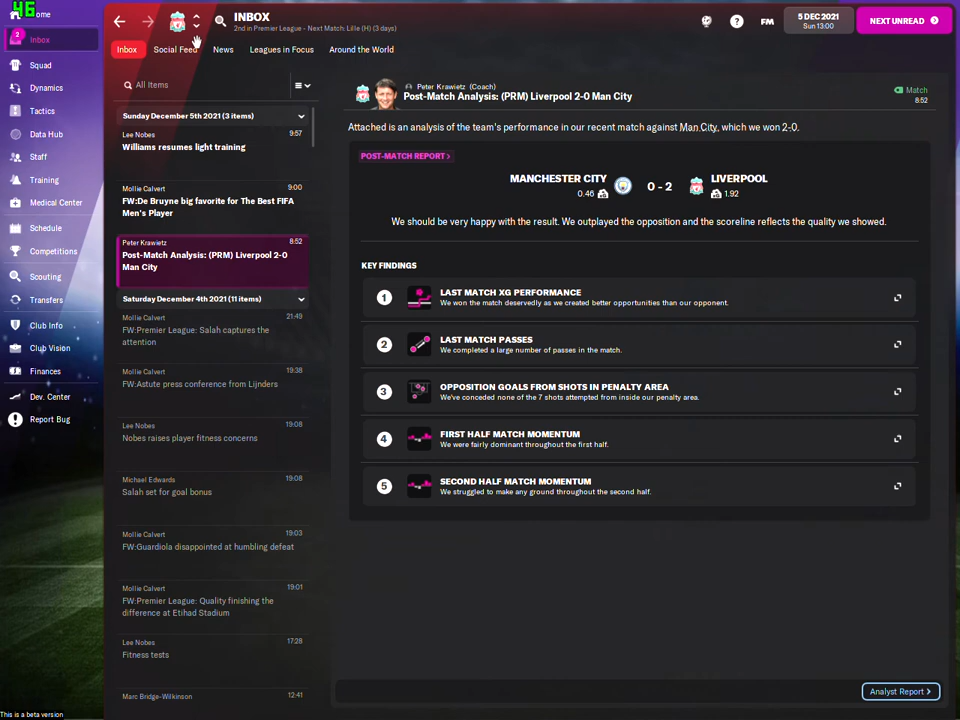 46
ome
2
Inbox
Squad
Dynamics
Tactics
Data Hub
Staff
Training
Medical Center
Schedule
Competitions
Scouting
Transfers
Club Info
Club Vision
Finances
Dev. Center
Report Bug
This is a beta version
INBOX
2nd in Premier League - Next Match: Lille (H) (3 days)
?
FM
5 DEC 2021
Sun 13:00
NEXT UNREAD
Inbox
Social Feed
News
Leagues in Focus
Around the World
All Items
Sunday December 5th 2021 (3 items)
Lee Nobes 9:57
Williams resumes light training
Mollie Calvert 9:00
FW:De Bruyne big favorite for The Best FIFA
Men's Player
Peter Krawietz 8:52
Post-Match Analysis: (PRM) Liverpool 2-0
Man City
Saturday December 4th 2021 (11 items)
Mollie Calvert 21:49
FW:Premier League: Salah captures the
attention
Mollie Calvert 19:38
FW:Astute press conference from Lijnders
Lee Nobes 19:08
Nobes raises player fitness concerns
Michael Edwards 19:08
Salah set for goal bonus
Mollie Calvert 19:03
FW:Guardiola disappointed at humbling defeat
Mollie Calvert 19:01
FW:Premier League: Quality finishing the
difference at Etihad Stadium
Lee Nobes 17:28
Fitness tests
Marc Bridge-Wilkinson 12:41
Peter Krawietz (Coach)
Post-Match Analysis: (PRM) Liverpool 2-0 Man City
Match
8:52
Attached is an analysis of the team's performance in our recent match against Man City, which we won 2-0.
POST-MATCH REPORT >
MANCHESTER CITY
0.46
0 - 2
LIVERPOOL
1.92
We should be very happy with the result. We outplayed the opposition and the scoreline reflects the quality we showed.
KEY FINDINGS
1
LAST MATCH XG PERFORMANCE
We won the match deservedly as we created better opportunities than our opponent.
2
LAST MATCH PASSES
We completed a large number of passes in the match.
3
OPPOSITION GOALS FROM SHOTS IN PENALTY AREA
We've conceded none of the 7 shots attempted from inside our penalty area.
4
FIRST HALF MATCH MOMENTUM
We were fairly dominant throughout the first half.
5
SECOND HALF MATCH MOMENTUM
We struggled to make any ground throughout the second half.
Analyst Report >